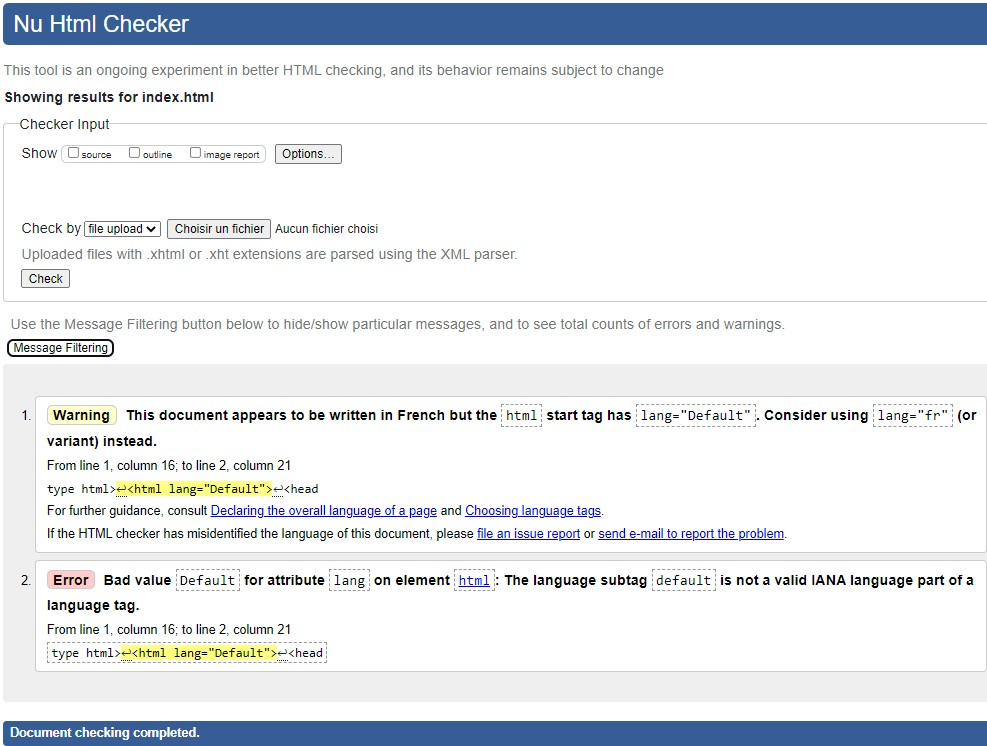 Nu Html Checker
This tool is an ongoing experiment in better HTML checking, and its behavior remains subject to change
Showing results for index.html
Checker Input
Show source outline image report Options...
Check by file upload Choisir un fichier Aucun fichier choisi
Uploaded files with .xhtml or .xht extensions are parsed using the XML parser.
Check
Use the Message Filtering button below to hide/show particular messages, and to see total counts of errors and warnings.
Message Filtering
1. Warning This document appears to be written in French but the html start tag has lang="Default". Consider using lang="fr" (or
variant) instead.
From line 1, column 16; to line 2, column 21
type html>↩<html lang="Default">↩<head
For further guidance, consult Declaring the overall language of a page and Choosing language tags.
If the HTML checker has misidentified the language of this document, please file an issue report or send e-mail to report the problem.
2. Error Bad value Default for attribute lang on element html: The language subtag default is not a valid IANA language part of a
language tag.
From line 1, column 16; to line 2, column 21
type html>↩<html lang="Default">↩<head
Document checking completed.